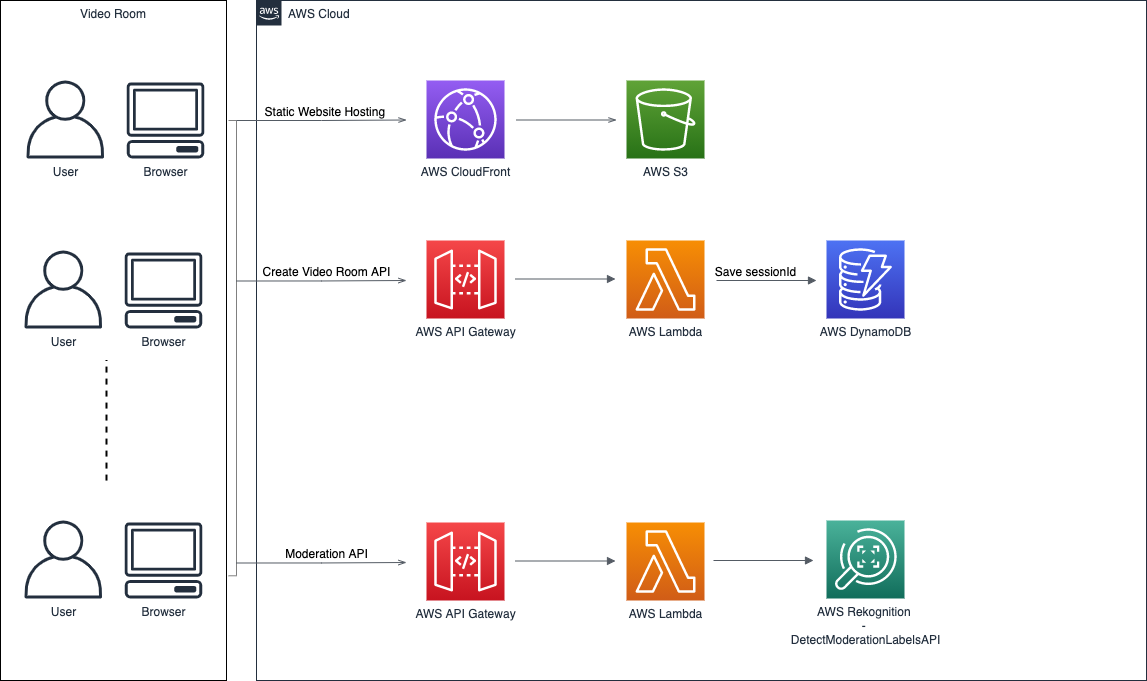 Video Room
aws
AWS Cloud
User
Browser
Static Website Hosting
AWS CloudFront
AWS S3
User
Browser
Create Video Room API
</>
AWS API Gateway
AWS Lambda
Save sessionId
AWS DynamoDB
User
Browser
Moderation API
</>
AWS API Gateway
AWS Lambda
AWS Rekognition
-
DetectModerationLabelsAPI